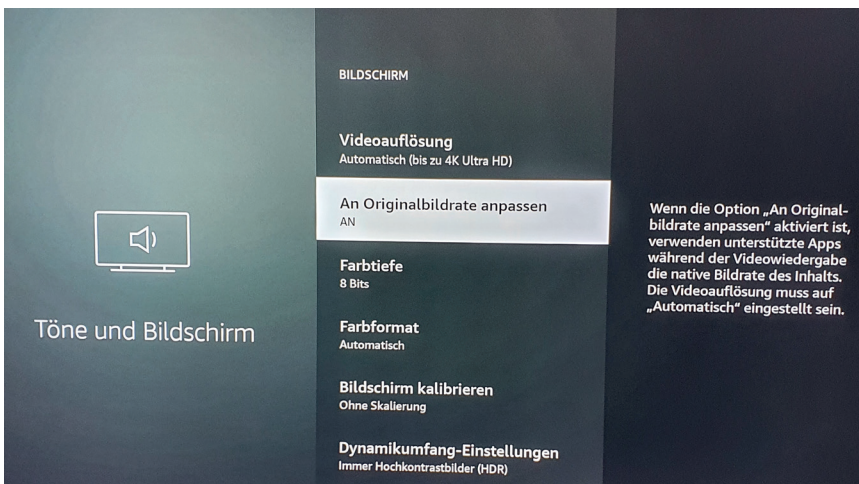 Töne und Bildschirm
BILDSCHIRM
Videoauflösung
Automatisch (bis zu 4K Ultra HD)
An Originalbildrate anpassen
AN
Farbtiefe
8 Bits
Farbformat
Automatisch
Bildschirm kalibrieren
Ohne Skalierung
Dynamikumfang-Einstellungen
Immer Hochkontrastbilder (HDR)
Wenn die Option „An Original-
bildrate anpassen“ aktiviert ist,
verwenden unterstützte Apps
während der Videowiedergabe
die native Bildrate des Inhalts.
Die Videoauflösung muss auf
„Automatisch“ eingestellt sein.